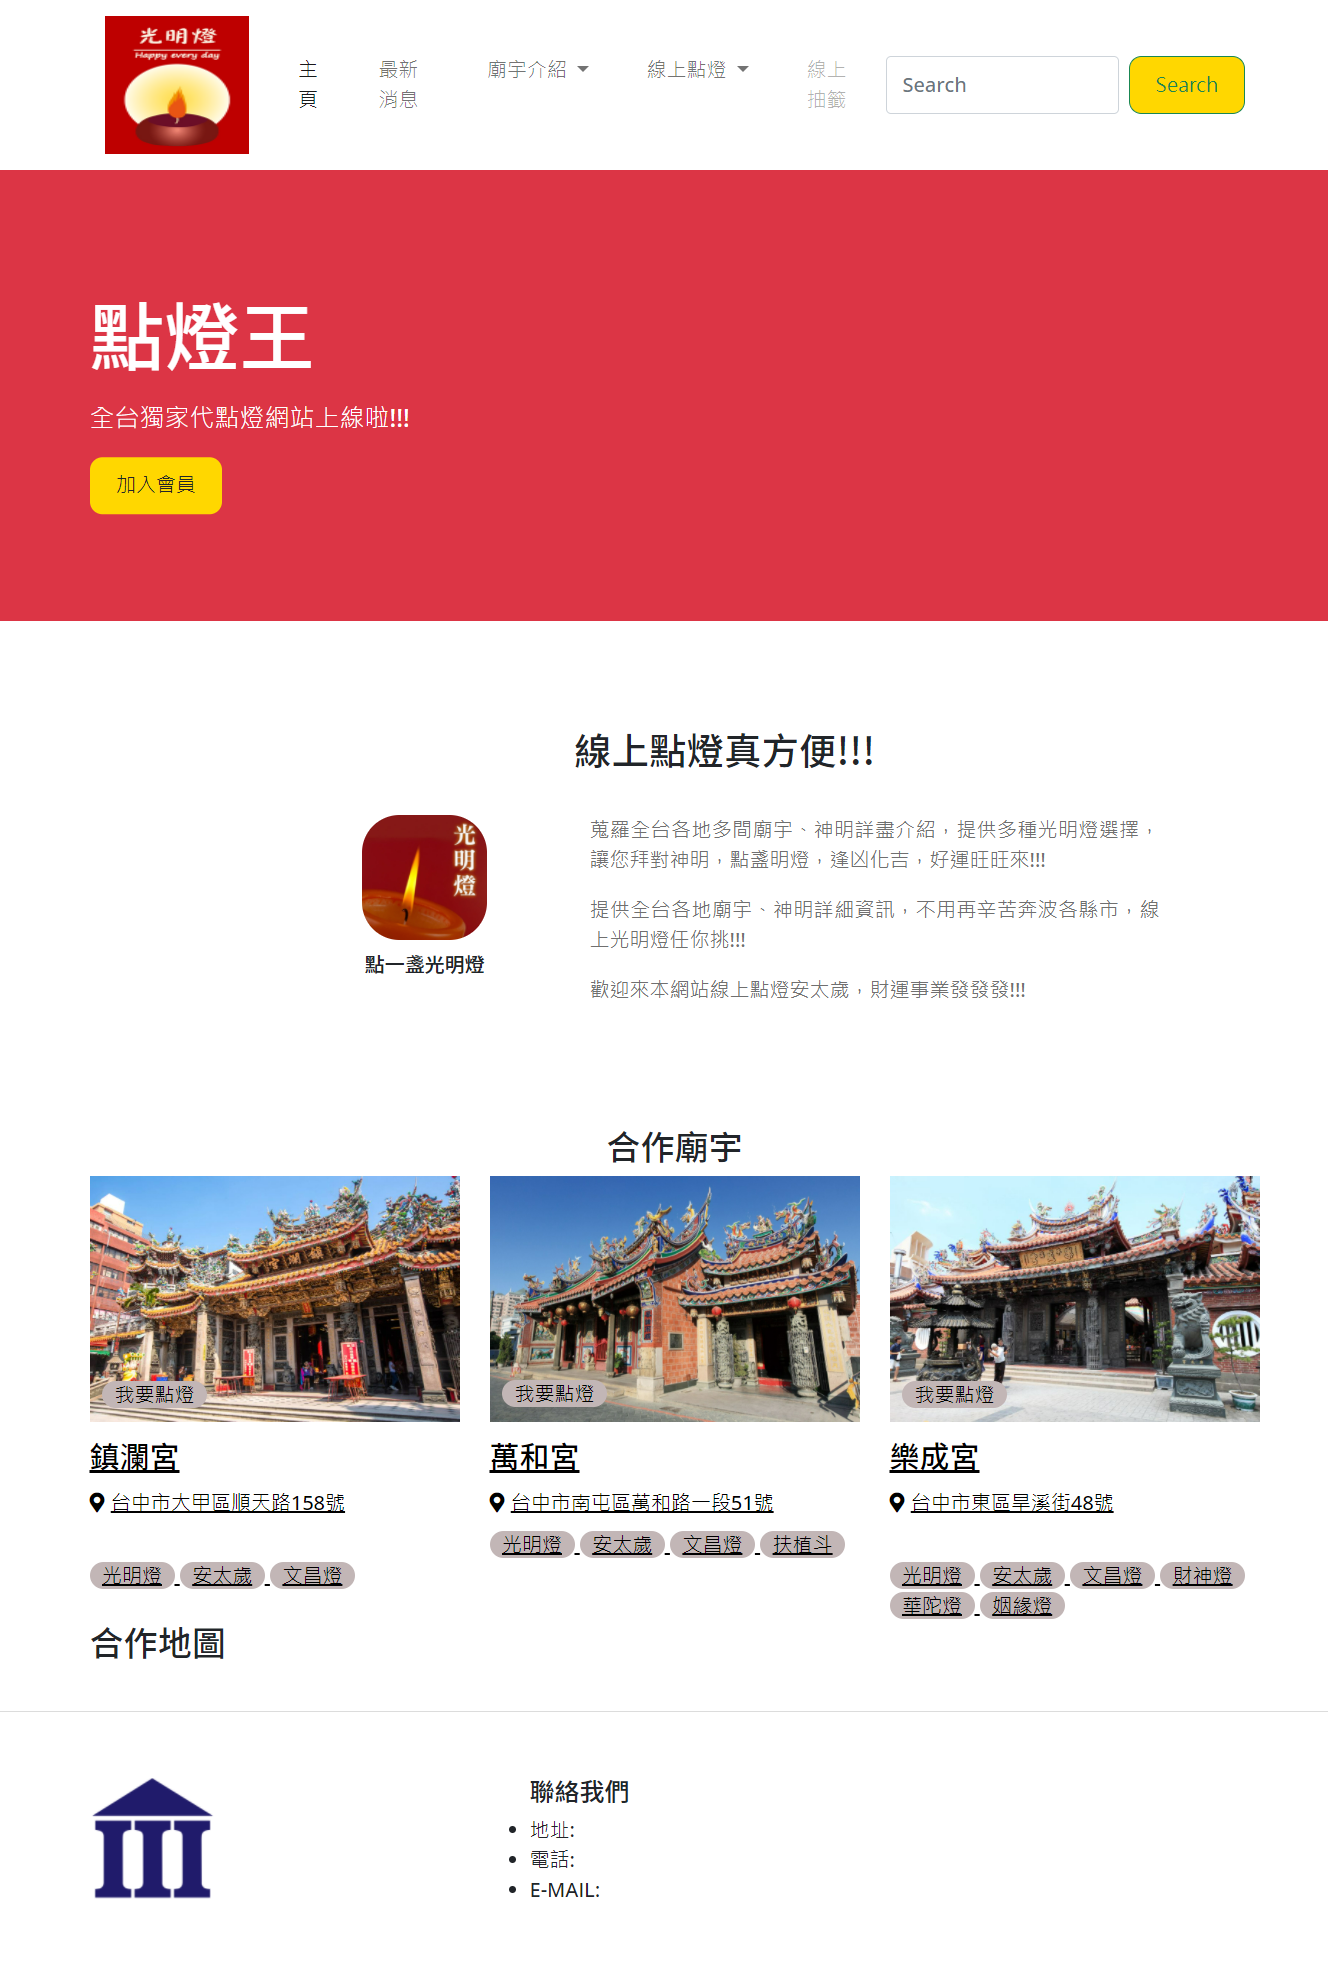 光明燈
Happy every day
主頁
最新消息
廟宇介紹
線上點燈
線上抽籤
Search
Search
點燈王
全台獨家代點燈網站上線啦!!!
加入會員
線上點燈真方便!!!
光明燈
點一盞光明燈
蒐羅全台各地多間廟宇、神明詳盡介紹，提供多種光明燈選擇，
讓您拜對神明，點盞明燈，逢凶化吉，好運旺旺來!!!
提供全台各地廟宇、神明詳細資訊，不用再辛苦奔波各縣市，線
上光明燈任你挑!!!
歡迎來本網站線上點燈安太歲，財運事業發發發!!!
合作廟宇
我要點燈
我要點燈
我要點燈
鎮瀾宮
台中市大甲區順天路158號
光明燈 安太歲 文昌燈
萬和宮
台中市南屯區萬和路一段51號
光明燈 安太歲 文昌燈 扶植斗
樂成宮
台中市東區旱溪街48號
光明燈 安太歲 文昌燈 財神燈
華陀燈 姻緣燈
合作地圖
聯絡我們
地址:
電話:
E-MAIL: